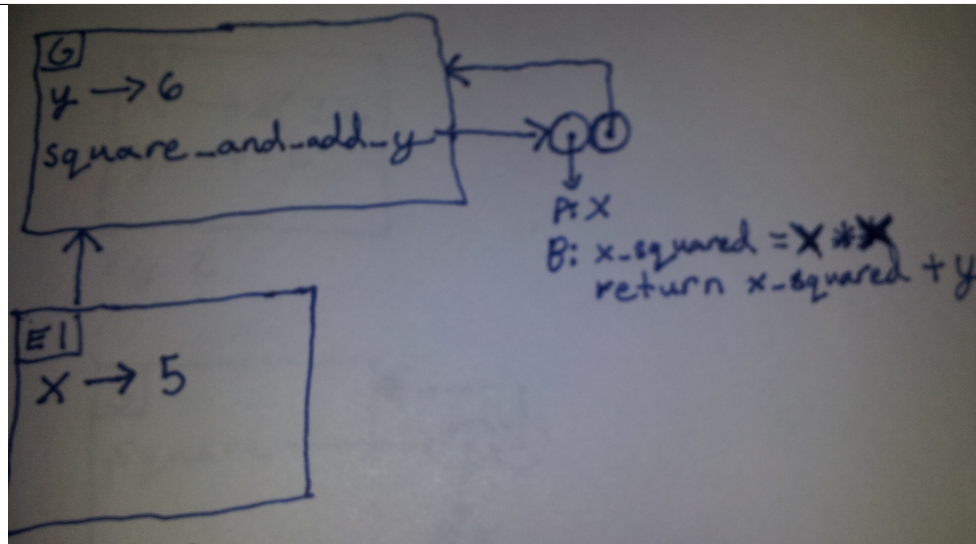 G
y → 6
square_and_add_y
P: X
B: x_squared = X * X
return x_squared + y
E1
X → 5